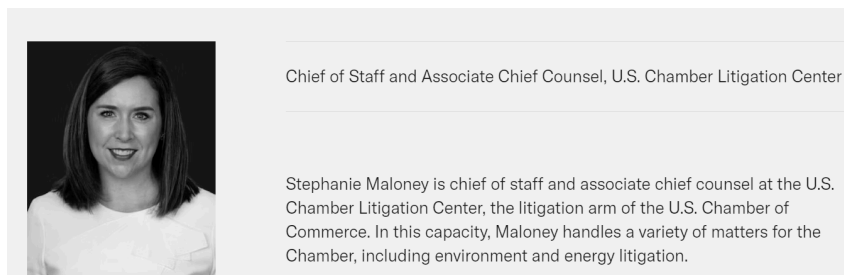 Chief of Staff and Associate Chief Counsel, U.S. Chamber Litigation Center
Stephanie Maloney is chief of staff and associate chief counsel at the U.S.
Chamber Litigation Center, the litigation arm of the U.S. Chamber of
Commerce. In this capacity, Maloney handles a variety of matters for the
Chamber, including environment and energy litigation.